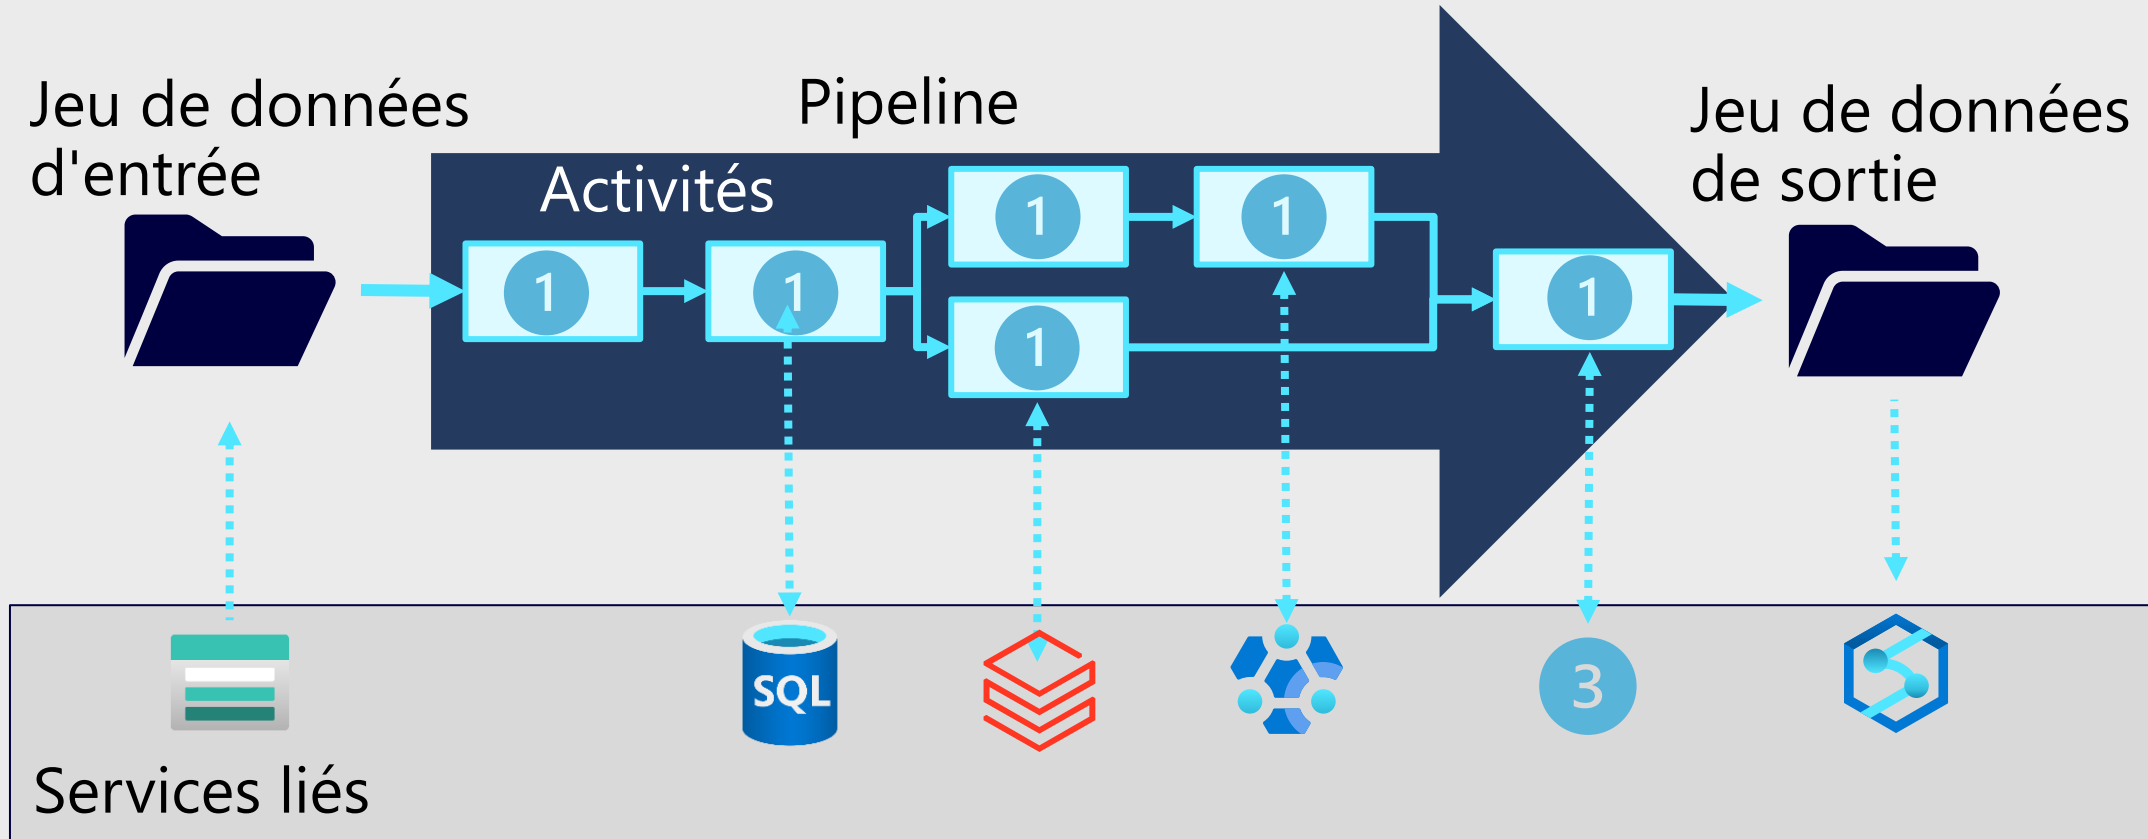 Jeu de données
d'entrée
Pipeline
Jeu de données
de sortie
Activités
1
1
1
1
1
1
SQL
3
Services liés